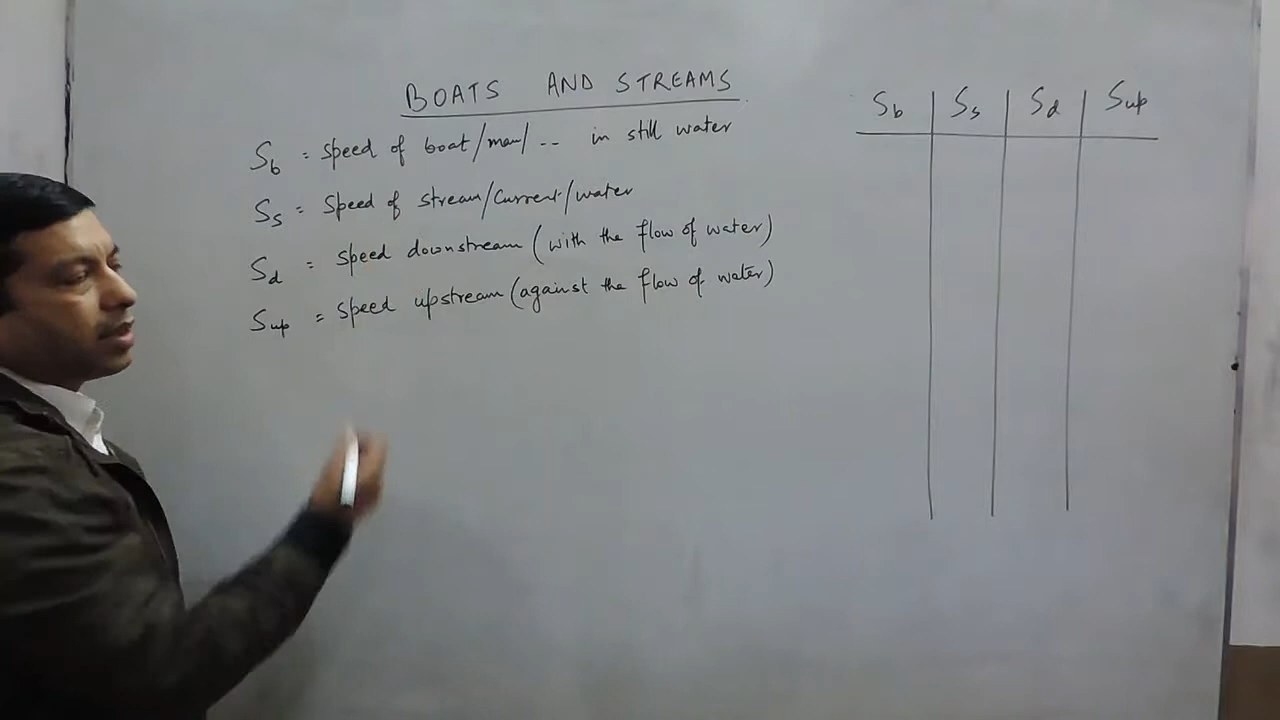 BOATS AND STREAMS
Sb = Speed of boat/man/ -- in still water
Ss = Speed of stream/current/water
Sd = Speed downstream (with the flow of water)
Sup = Speed upstream (against the flow of water)
Sb Ss Sd Sup